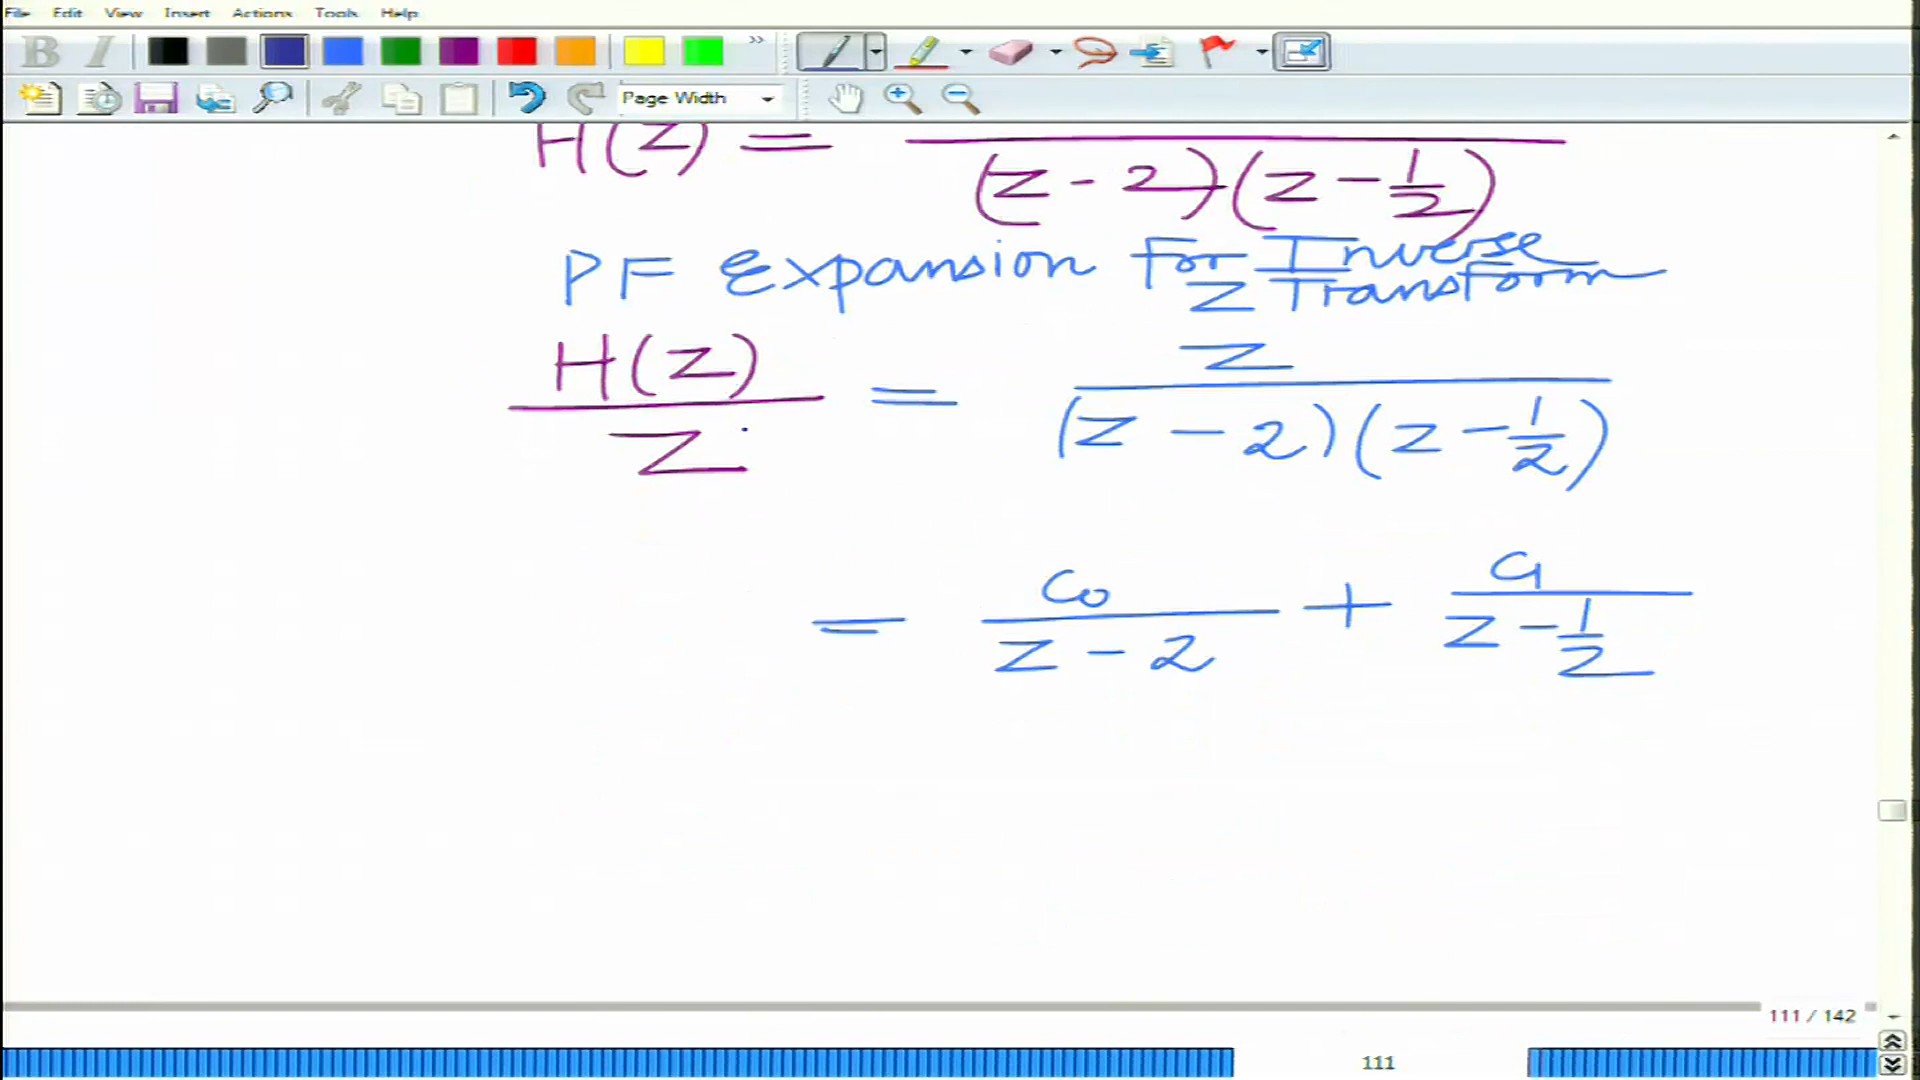 File Edit View Insert Actions Tools Help
B I »
Page Width
H(z) =
(z - 2)(z - 1/2)
PF Expansion For Inverse
Z Transform
H(z)/z = z/((z - 2)(z - 1/2))
= C0/(z - 2) + C1/(z - 1/2)
111 / 142
111